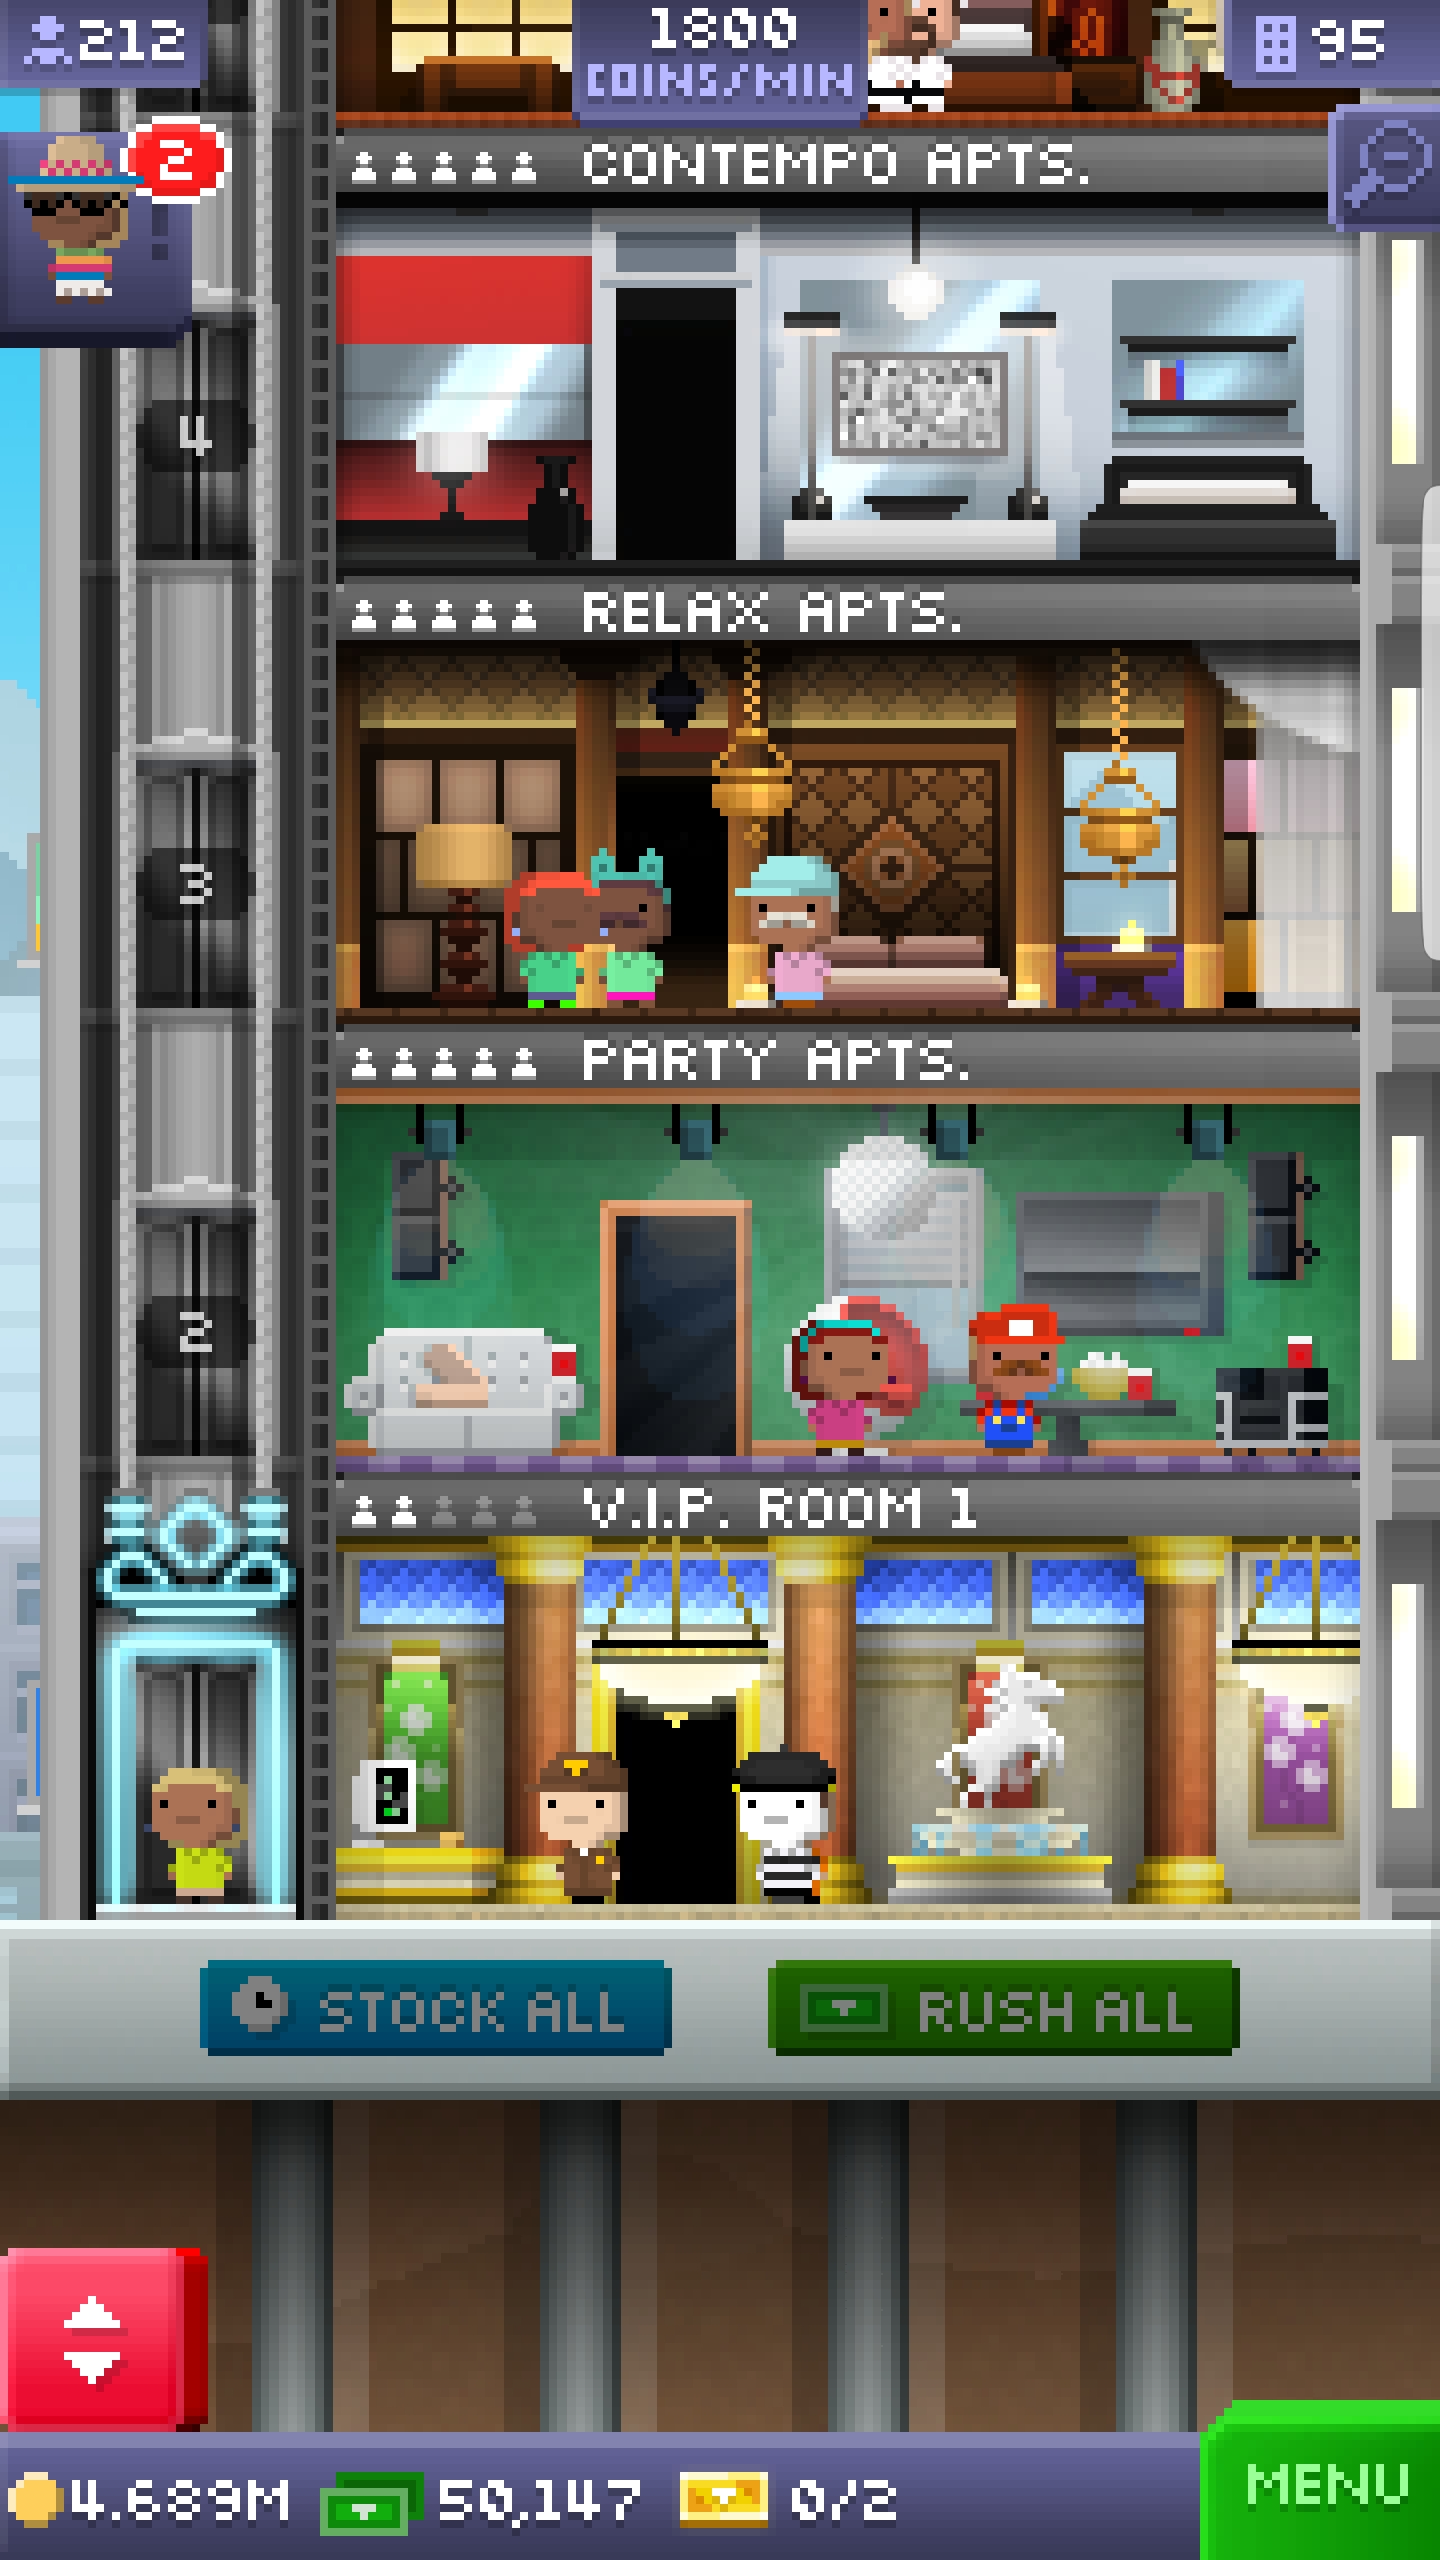 212
1800
COINS/MIN
95
2
CONTEMPO APTS.
4
RELAX APTS.
3
PARTY APTS.
2
V.I.P. ROOM 1
STOCK ALL
RUSH ALL
4.689M
50,147
0/2
MENU